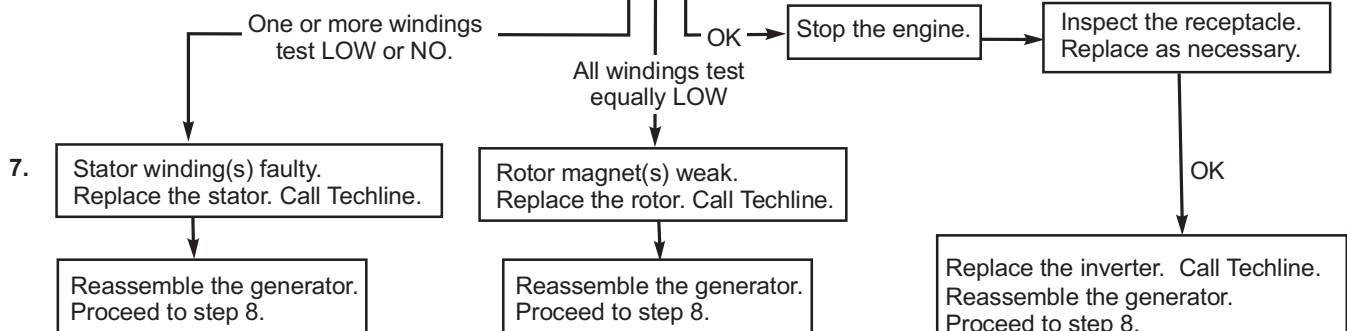 One or more windings
test LOW or NO.
OK
Stop the engine.
Inspect the receptacle.
Replace as necessary.
All windings test
equally LOW
OK
7.
Stator winding(s) faulty.
Replace the stator. Call Techline.
Rotor magnet(s) weak.
Replace the rotor. Call Techline.
Reassemble the generator.
Proceed to step 8.
Reassemble the generator.
Proceed to step 8.
Replace the inverter. Call Techline.
Reassemble the generator.
Proceed to step 8.